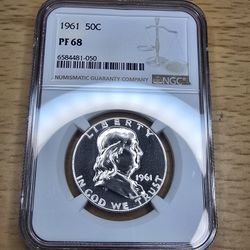 1961 50C
PF 68
6584481-050
NUMISMATIC GUARANTY COMPANY
NGC
LIBERTY
1961
IN GOD WE TRUST